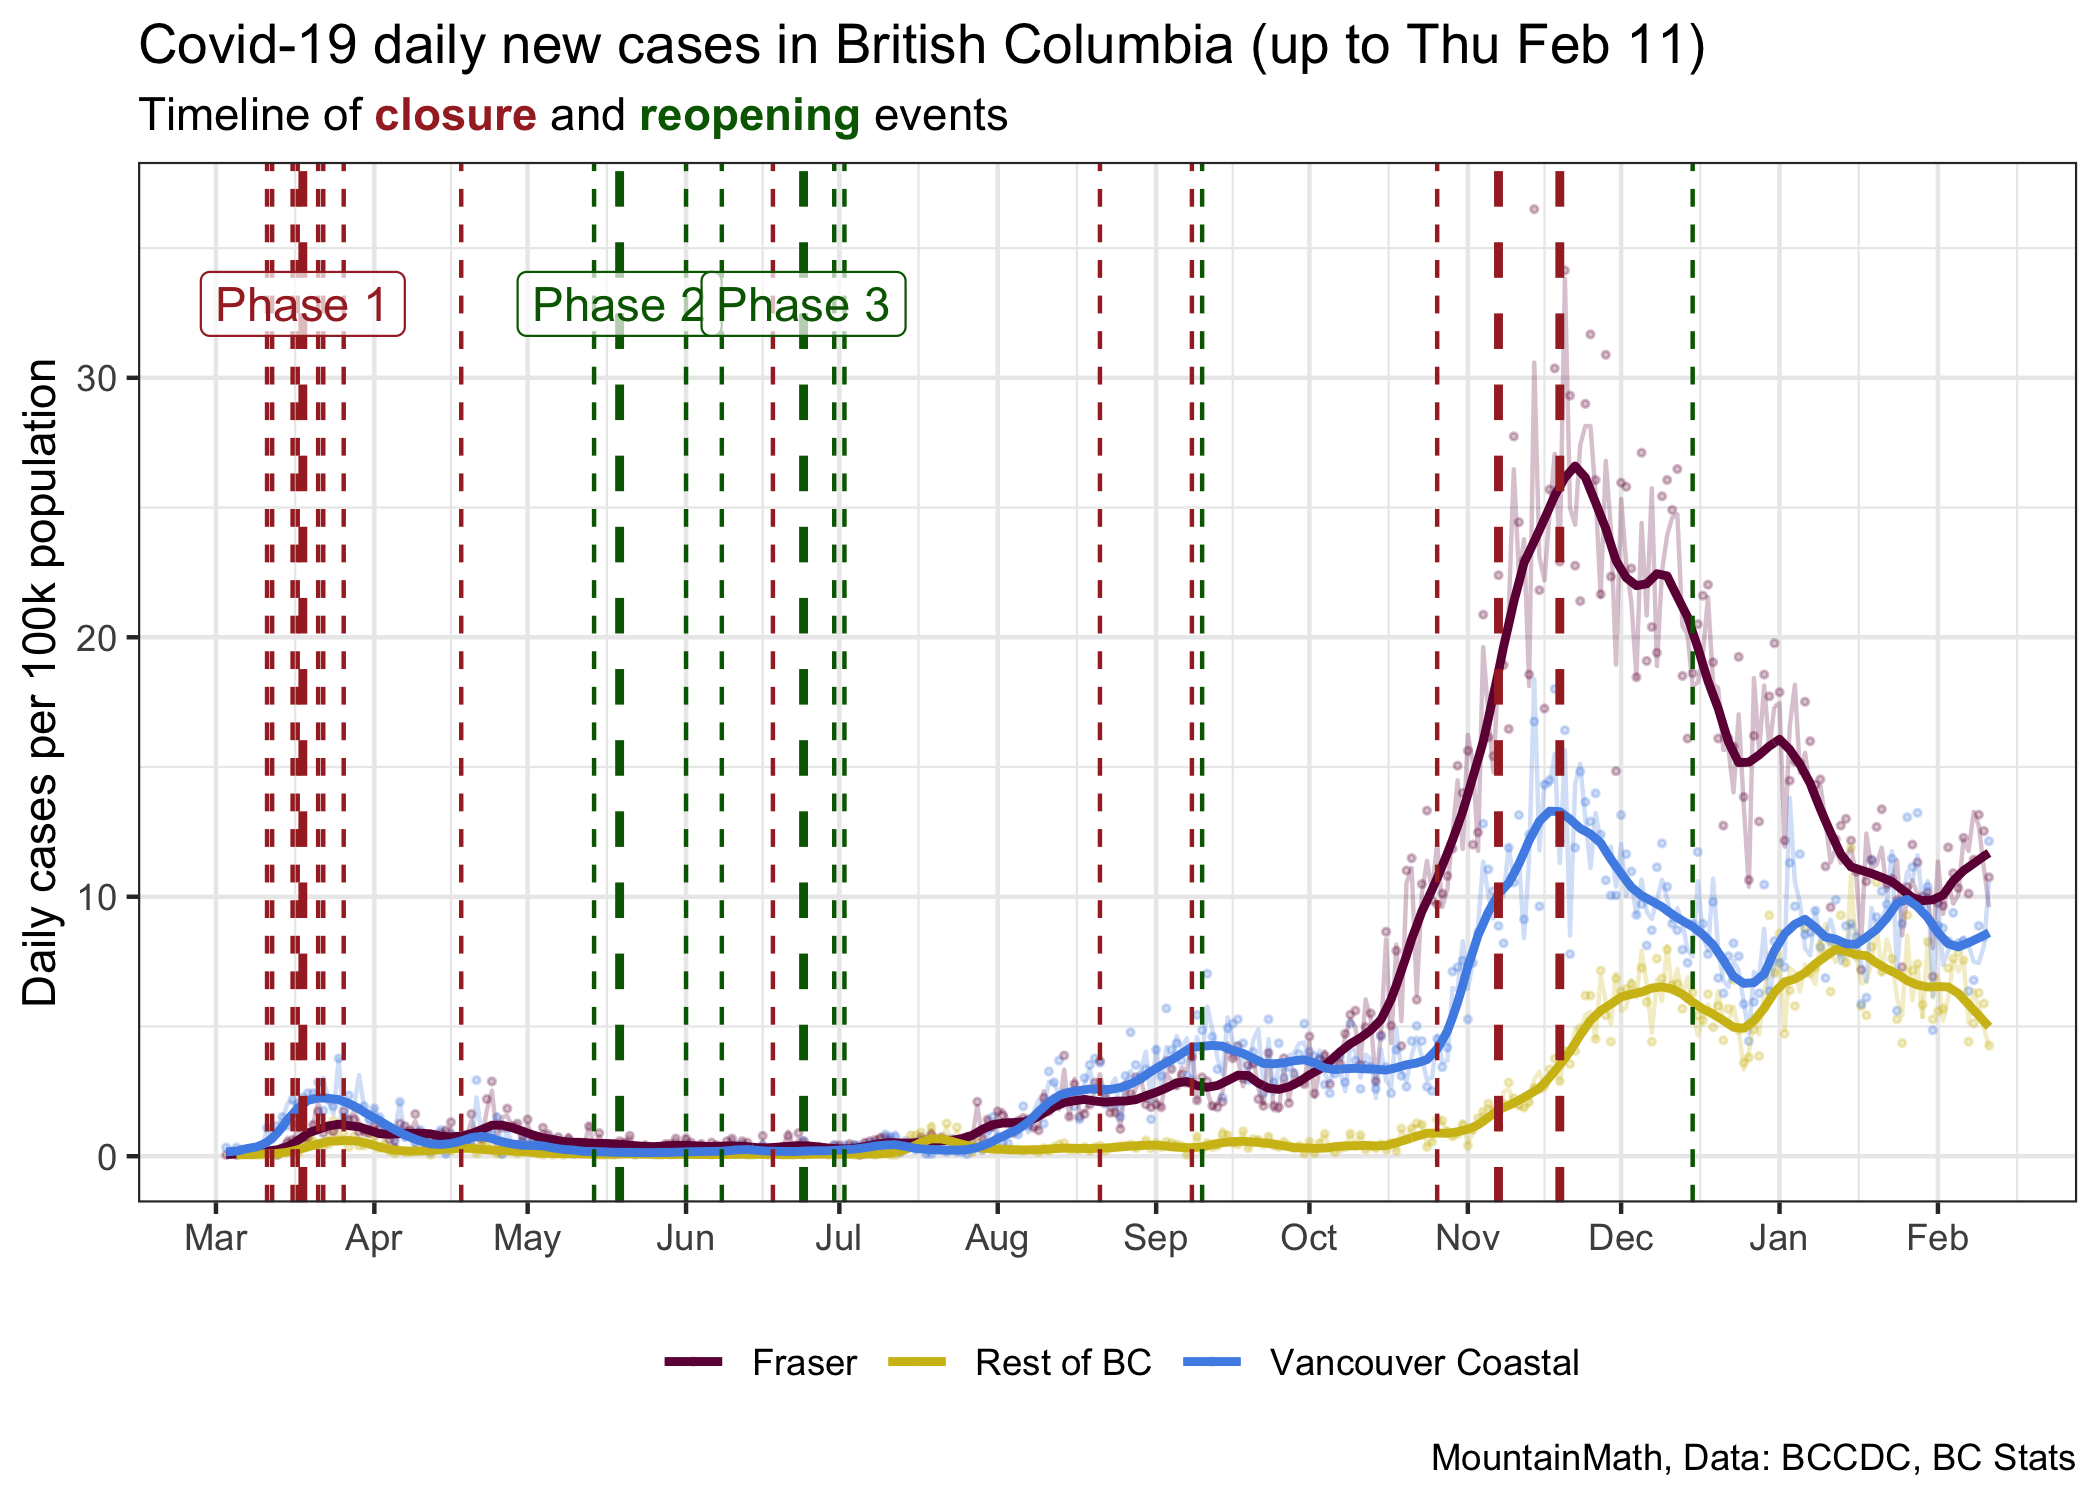 Covid-19 daily new cases in British Columbia (up to Thu Feb 11)
Timeline of closure and reopening events
Daily cases per 100k population
30
20
10
0
Phase 1
Phase 2
Phase 3
Mar Apr May Jun Jul Aug Sep Oct Nov Dec Jan Feb
Fraser Rest of BC Vancouver Coastal
MountainMath, Data: BCCDC, BC Stats